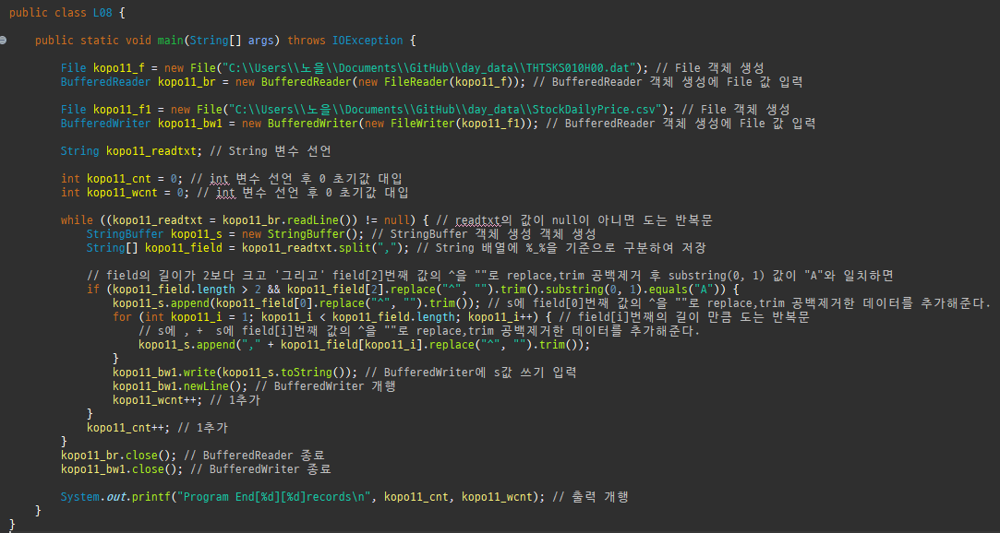 public class L08 {
public static void main(String[] args) throws IOException {
File kopo11_f = new File("C:\\Users\\노을\\Documents\\GitHub\\day_data\\THTSKS010H00.dat"); // File 객체 생성
BufferedReader kopo11_br = new BufferedReader(new FileReader(kopo11_f)); // BufferedReader 객체 생성에 File 값 입력
File kopo11_f1 = new File("C:\\Users\\노을\\Documents\\GitHub\\day_data\\StockDailyPrice.csv"); // File 객체 생성
BufferedWriter kopo11_bw1 = new BufferedWriter(new FileWriter(kopo11_f1)); // BufferedReader 객체 생성에 File 값 입력
String kopo11_readtxt; // String 변수 선언
int kopo11_cnt = 0; // int 변수 선언 후 0 초기값 대입
int kopo11_wcnt = 0; // int 변수 선언 후 0 초기값 대입
while ((kopo11_readtxt = kopo11_br.readLine()) != null) { // readtxt의 값이 null이 아니면 도는 반복문
StringBuffer kopo11_s = new StringBuffer(); // StringBuffer 객체 생성 객체 생성
String[] kopo11_field = kopo11_readtxt.split(","); // String 배열에 %_%을 기준으로 구분하여 저장
// field의 길이가 2보다 크고 '그리고' field[2]번째 값의 ^을 ""로 replace,trim 공백제거 후 substring(0, 1) 값이 "A"와 일치하면
if (kopo11_field.length > 2 && kopo11_field[2].replace("^", "").trim().substring(0, 1).equals("A")) {
kopo11_s.append(kopo11_field[0].replace("^", "").trim()); // s에 field[0]번째 값의 ^을 ""로 replace,trim 공백제거한 데이터를 추가해준다.
for (int kopo11_i = 1; kopo11_i < kopo11_field.length; kopo11_i++) { // field[i]번째의 길이 만큼 도는 반복문
// s에 , +  s에 field[i]번째 값의 ^을 ""로 replace,trim 공백제거한 데이터를 추가해준다.
kopo11_s.append("," + kopo11_field[kopo11_i].replace("^", "").trim());
}
kopo11_bw1.write(kopo11_s.toString()); // BufferedWriter에 s값 쓰기 입력
kopo11_bw1.newLine(); // BufferedWriter 개행
kopo11_wcnt++; // 1추가
}
kopo11_cnt++; // 1추가
}
kopo11_br.close(); // BufferedReader 종료
kopo11_bw1.close(); // BufferedWriter 종료
System.out.printf("Program End[%d][%d]records\n", kopo11_cnt, kopo11_wcnt); // 출력 개행
}
}